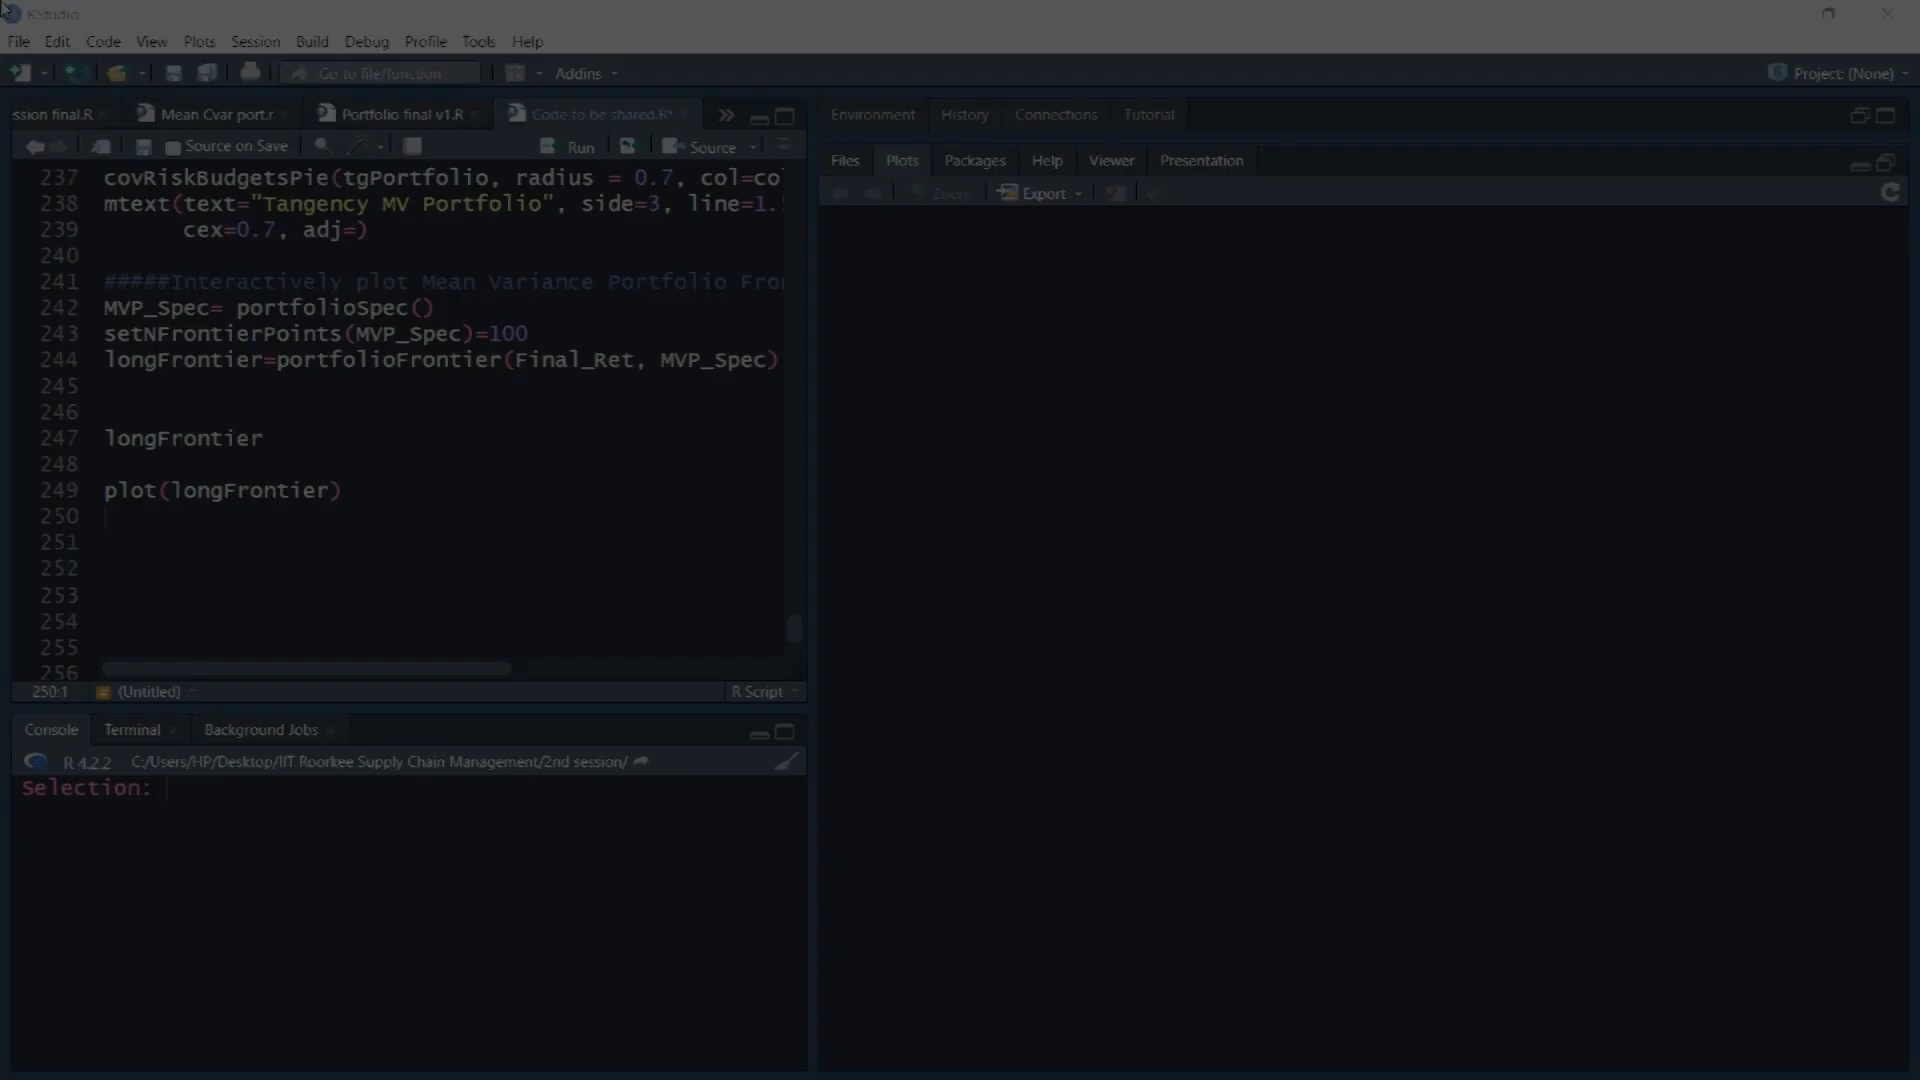 RStudio
File Edit Code View Plots Session Build Debug Profile Tools Help
Go to file/function Addins Project: (None)
ssion final.R Mean Cvar port.r Portfolio final v1.R Code to be shared.R*
Source on Save Run Source
237 covRiskBudgetsPie(tgPortfolio, radius = 0.7, col=co
238 mtext(text="Tangency MV Portfolio", side=3, line=1.
239 cex=0.7, adj=)
240
241 #####Interactively plot Mean Variance Portfolio Fro
242 MVP_Spec= portfolioSpec()
243 setNFrontierPoints(MVP_Spec)=100
244 longFrontier=portfolioFrontier(Final_Ret, MVP_Spec)
245
246
247 longFrontier
248
249 plot(longFrontier)
250
251
252
253
254
255
256
250:1 (Untitled) R Script
Console Terminal Background Jobs
R 4.2.2 C:/Users/HP/Desktop/IIT Roorkee Supply Chain Management/2nd session/
Selection:
Environment History Connections Tutorial
Files Plots Packages Help Viewer Presentation
Zoom Export